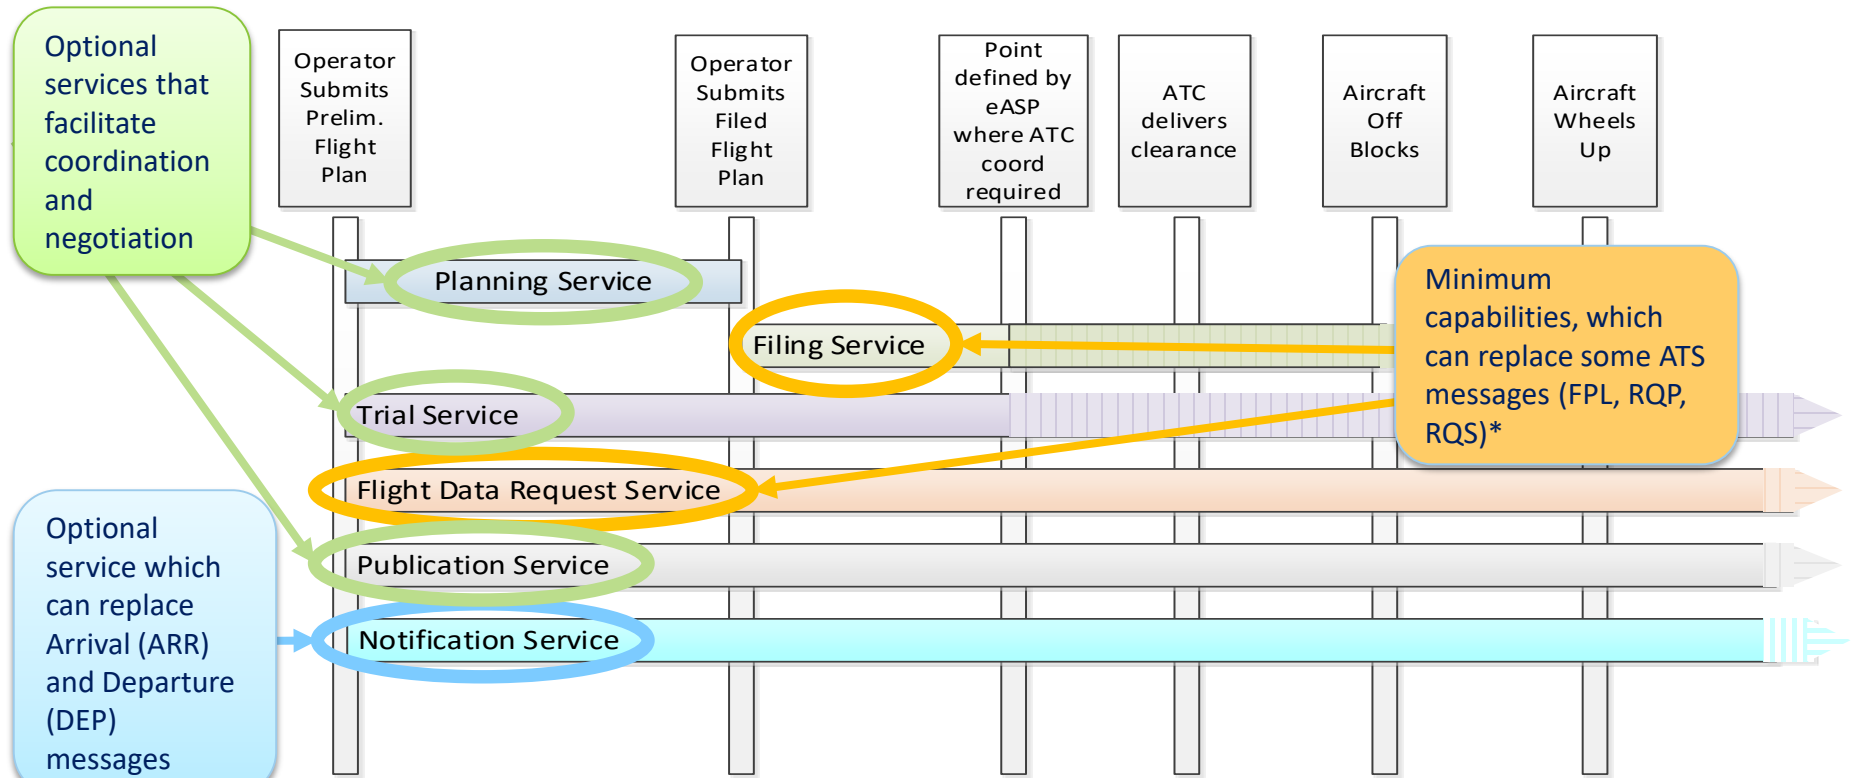 Optional
services that
facilitate
coordination
and
negotiation
Operator
Submits
Prelim.
Flight
Plan
Operator
Submits
Filed
Flight
Plan
Point
defined by
eASP
where ATC
coord
required
ATC
delivers
clearance
Aircraft
Off
Blocks
Aircraft
Wheels
Up
Planning Service
Filing Service
Trial Service
Flight Data Request Service
Publication Service
Notification Service
Minimum
capabilities, which
can replace some ATS
messages (FPL, RQP,
RQS)*
Optional
service which
can replace
Arrival (ARR)
and Departure
(DEP)
messages